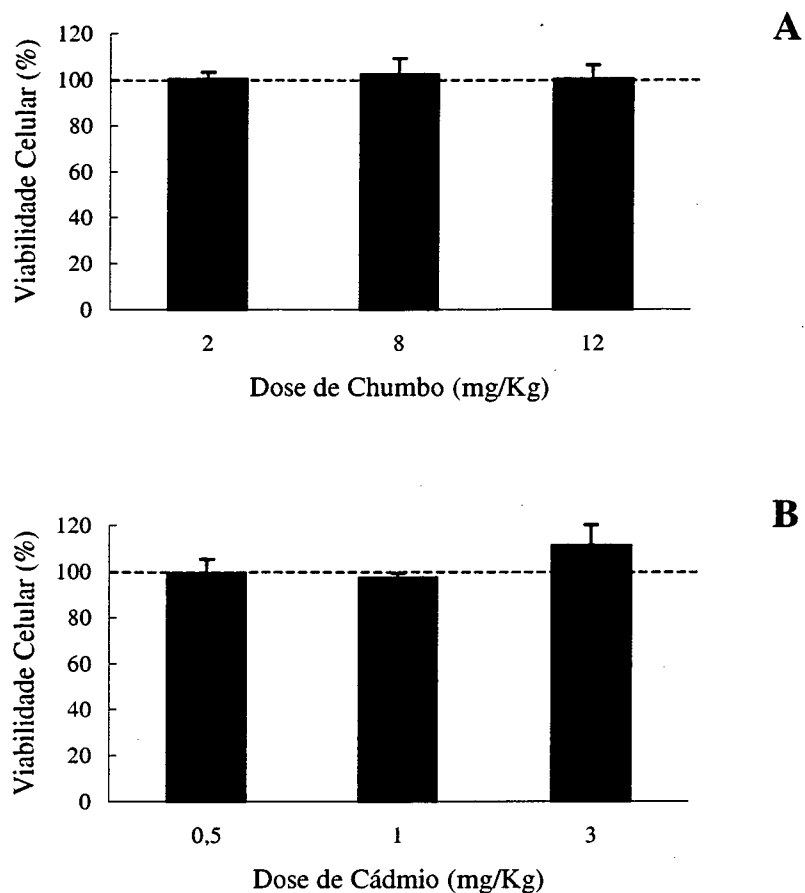 A
Viabilidade Celular (%)
120
100
80
60
40
20
0
2 8 12
Dose de Chumbo (mg/Kg)
B
Viabilidade Celular (%)
120
100
80
60
40
20
0
0,5 1 3
Dose de Cádmio (mg/Kg)